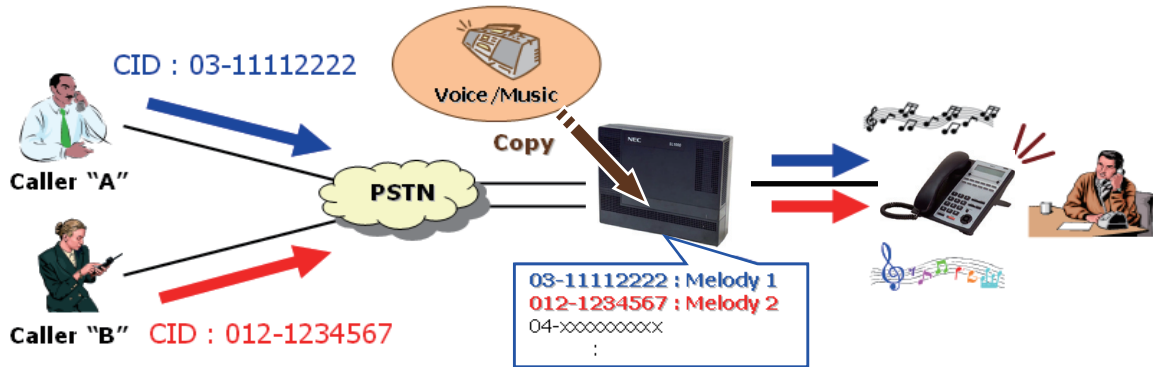 CID : 03-11112222
Voice/Music
Copy
NEC
Caller "A"
PSTN
Caller "B"
CID : 012-1234567
03-11112222 : Melody 1
012-1234567 : Melody 2
04-xxxxxxxxxx
: